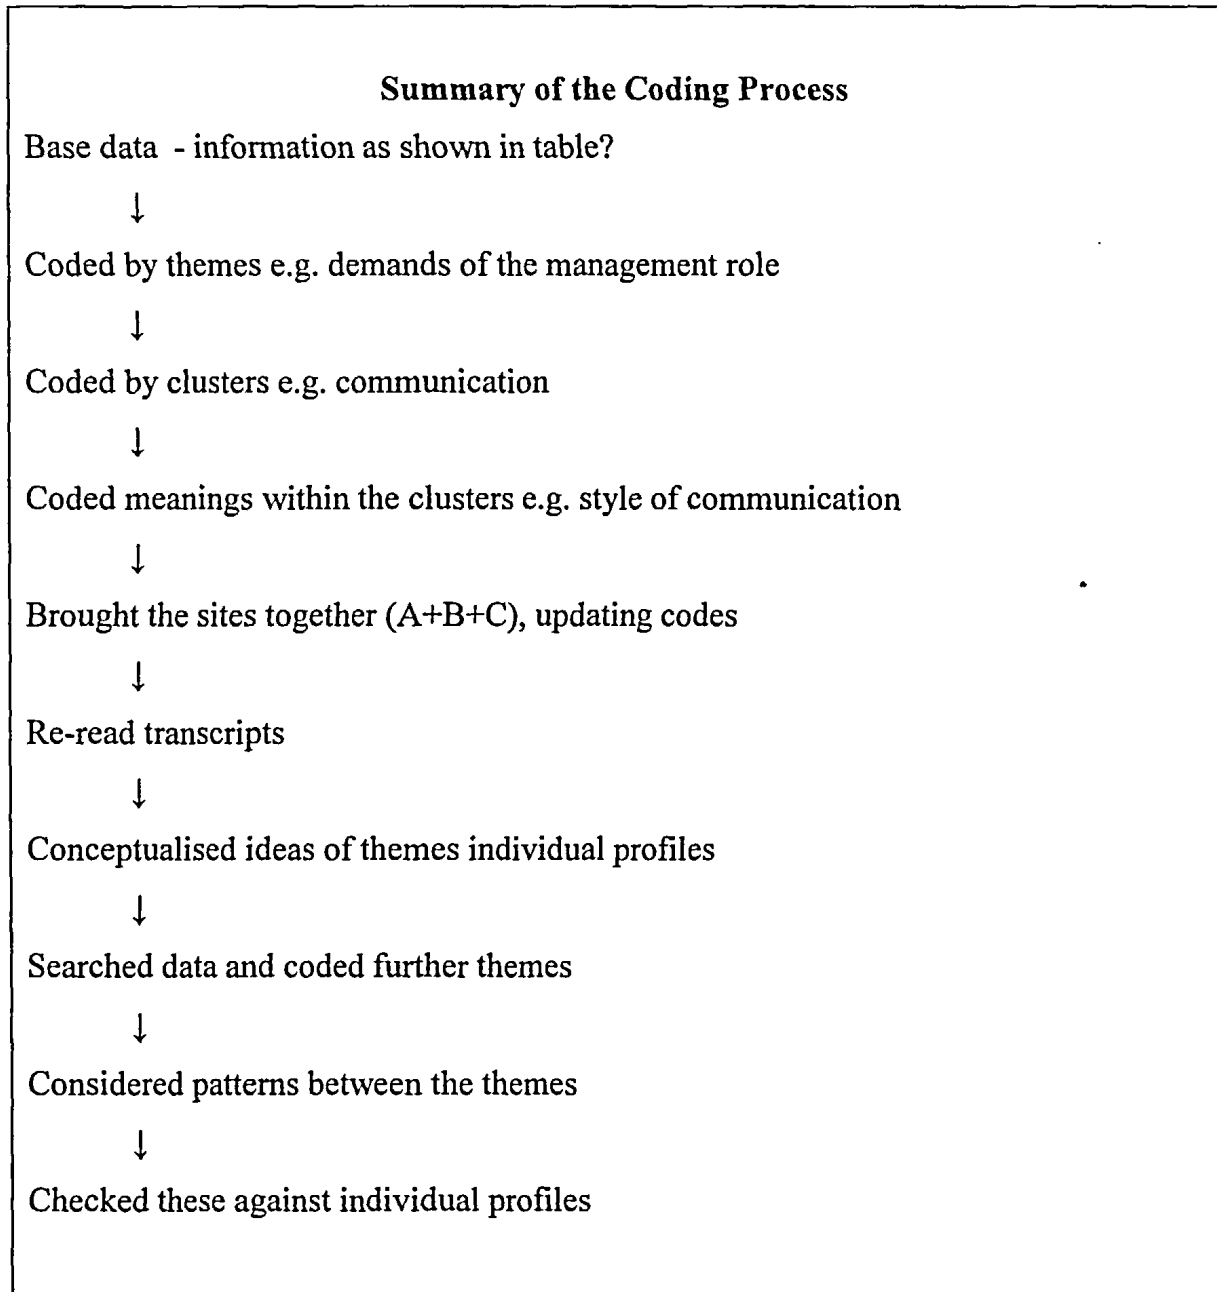 Summary of the Coding Process
Base data - information as shown in table?
↓
Coded by themes e.g. demands of the management role
↓
Coded by clusters e.g. communication
↓
Coded meanings within the clusters e.g. style of communication
↓
Brought the sites together (A+B+C), updating codes
↓
Re-read transcripts
↓
Conceptualised ideas of themes individual profiles
↓
Searched data and coded further themes
↓
Considered patterns between the themes
↓
Checked these against individual profiles